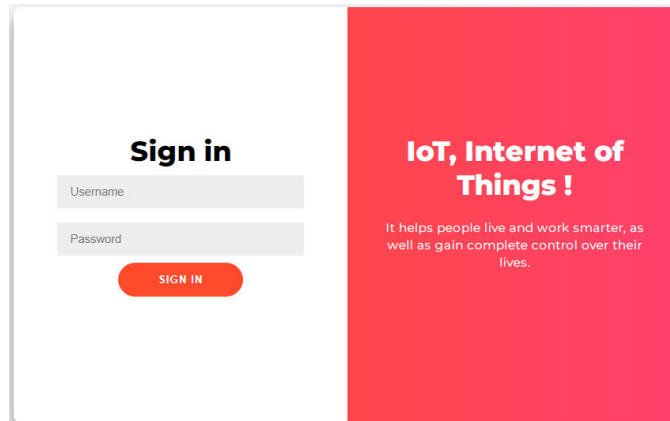 Sign in
Username
Password
SIGN IN
IoT, Internet of
Things !
It helps people live and work smarter, as
well as gain complete control over their
lives.